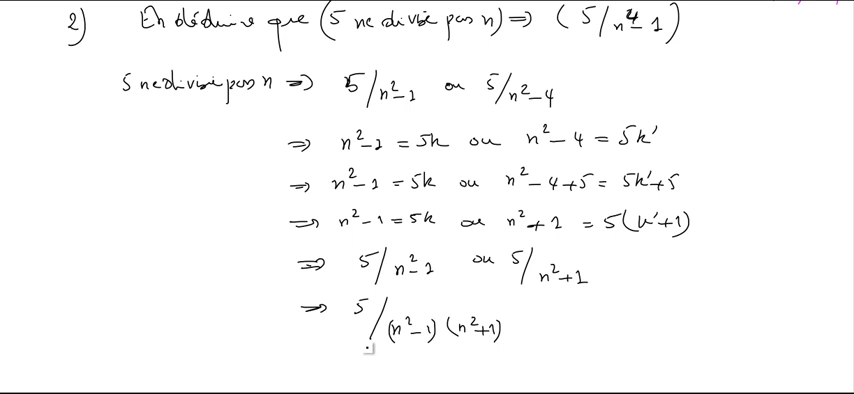 2) En déduire que (5 ne divise pas n) ⇒ (5/n⁴-1)
5 ne divise pas n ⇒ 5/n²-1 ou 5/n²-4
⇒ n²-1 = 5k ou n²-4 = 5k'
⇒ n²-1 = 5k ou n²-4+5 = 5k'+5
⇒ n²-1 = 5k ou n²+1 = 5(k'+1)
⇒ 5/n²-1 ou 5/n²+1
⇒ 5/(n²-1)(n²+1)